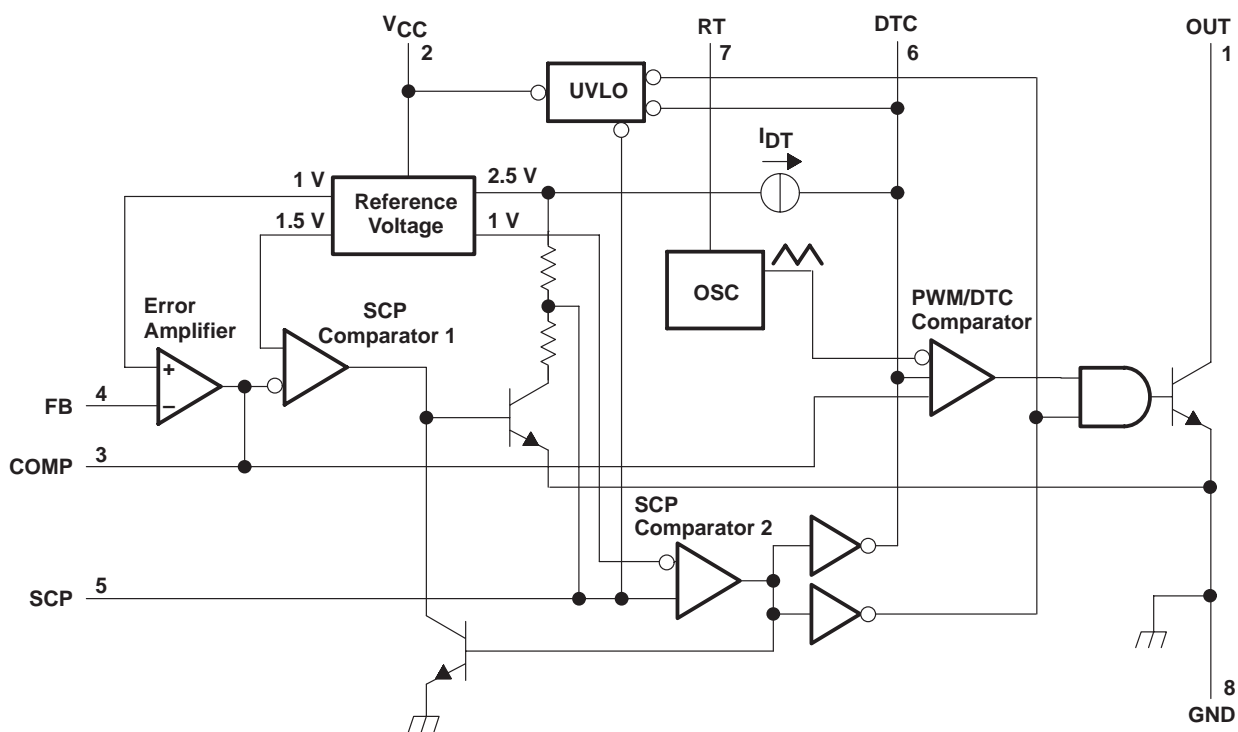 VCC
2
RT
7
DTC
6
OUT
1
UVLO
IDT
1 V
2.5 V
Reference
Voltage
1.5 V
1 V
OSC
Error
Amplifier
SCP
Comparator 1
PWM/DTC
Comparator
+
−
FB
4
COMP
3
SCP
Comparator 2
SCP
5
8
GND